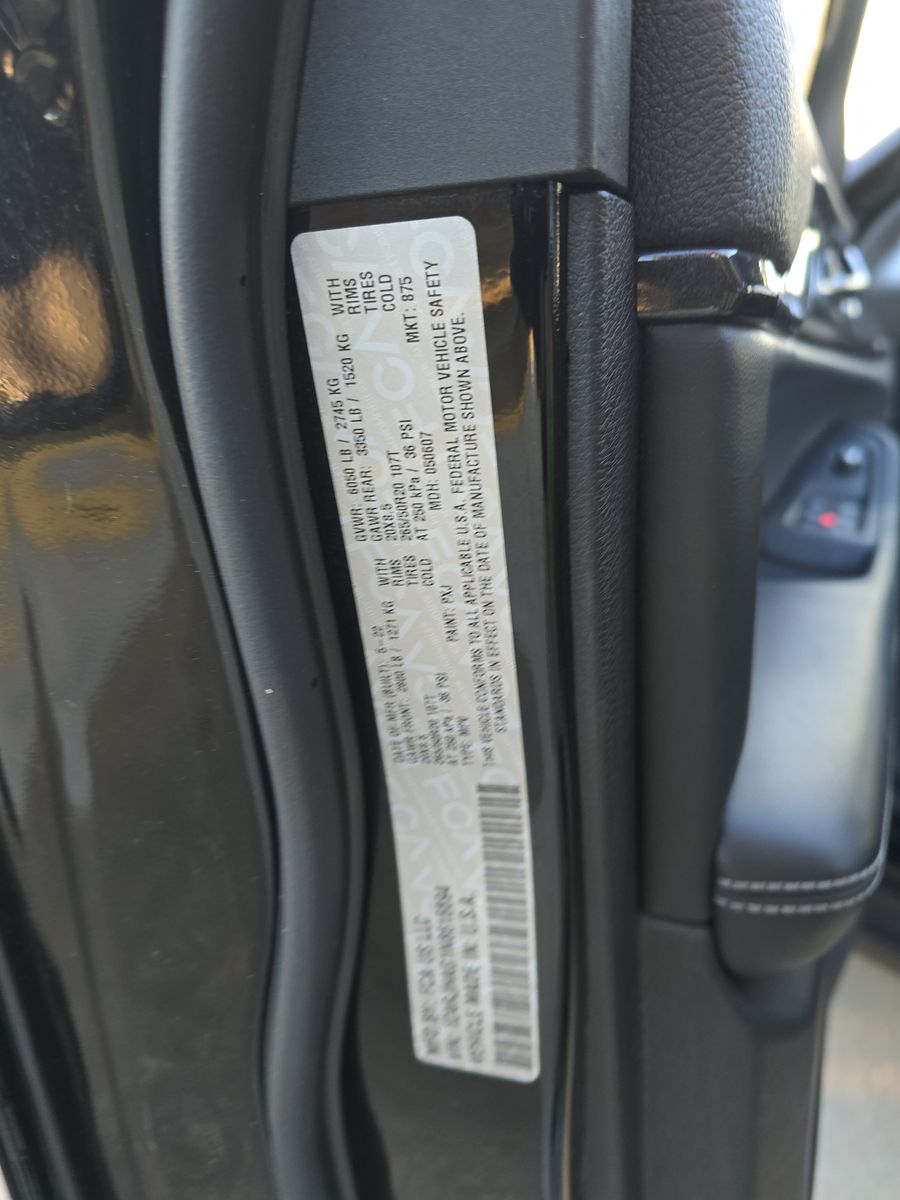 MFD BY: FCA US LLC
DATE OF MFR (BUILT): 5-22
GVWR: 6050 LB / 2745 KG
GAWR FRONT: 2800 LB / 1271 KG WITH
GAWR REAR: 3350 LB / 1520 KG WITH
20X8.5 RIMS
20X8.5 RIMS
265/50R20 107T TIRES
265/50R20 107T TIRES
AT 250 kPa / 36 PSI COLD
AT 250 kPa / 36 PSI COLD
VIN:
TYPE: MPV PAINT: PXJ MDH: 050607 MKT: 875
VEHICLE MADE IN U.S.A.
THIS VEHICLE CONFORMS TO ALL APPLICABLE U.S.A. FEDERAL MOTOR VEHICLE SAFETY
STANDARDS IN EFFECT ON THE DATE OF MANUFACTURE SHOWN ABOVE.